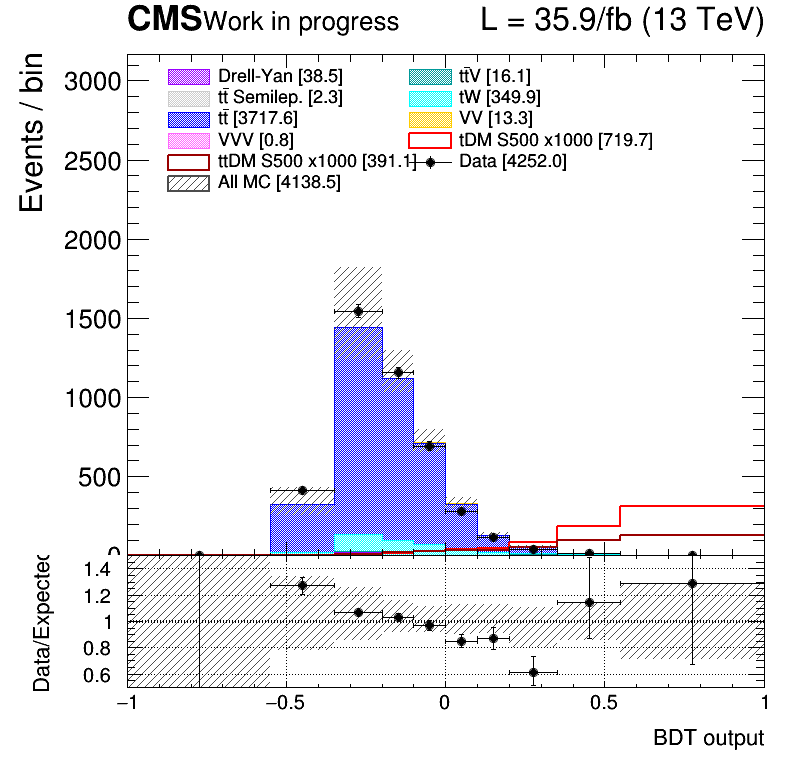 CMS Work in progress L = 35.9/fb (13 TeV)
Events / bin
3000
2500
2000
1500
1000
500
0
Drell-Yan [38.5] tt̄V [16.1]
tt̄ Semilep. [2.3] tW [349.9]
tt̄ [3717.6] VV [13.3]
VVV [0.8] tDM S500 x1000 [719.7]
ttDM S500 x1000 [391.1] Data [4252.0]
All MC [4138.5]
Data/Expected
1.4
1.2
1
0.8
0.6
−1 −0.5 0 0.5 1
BDT output